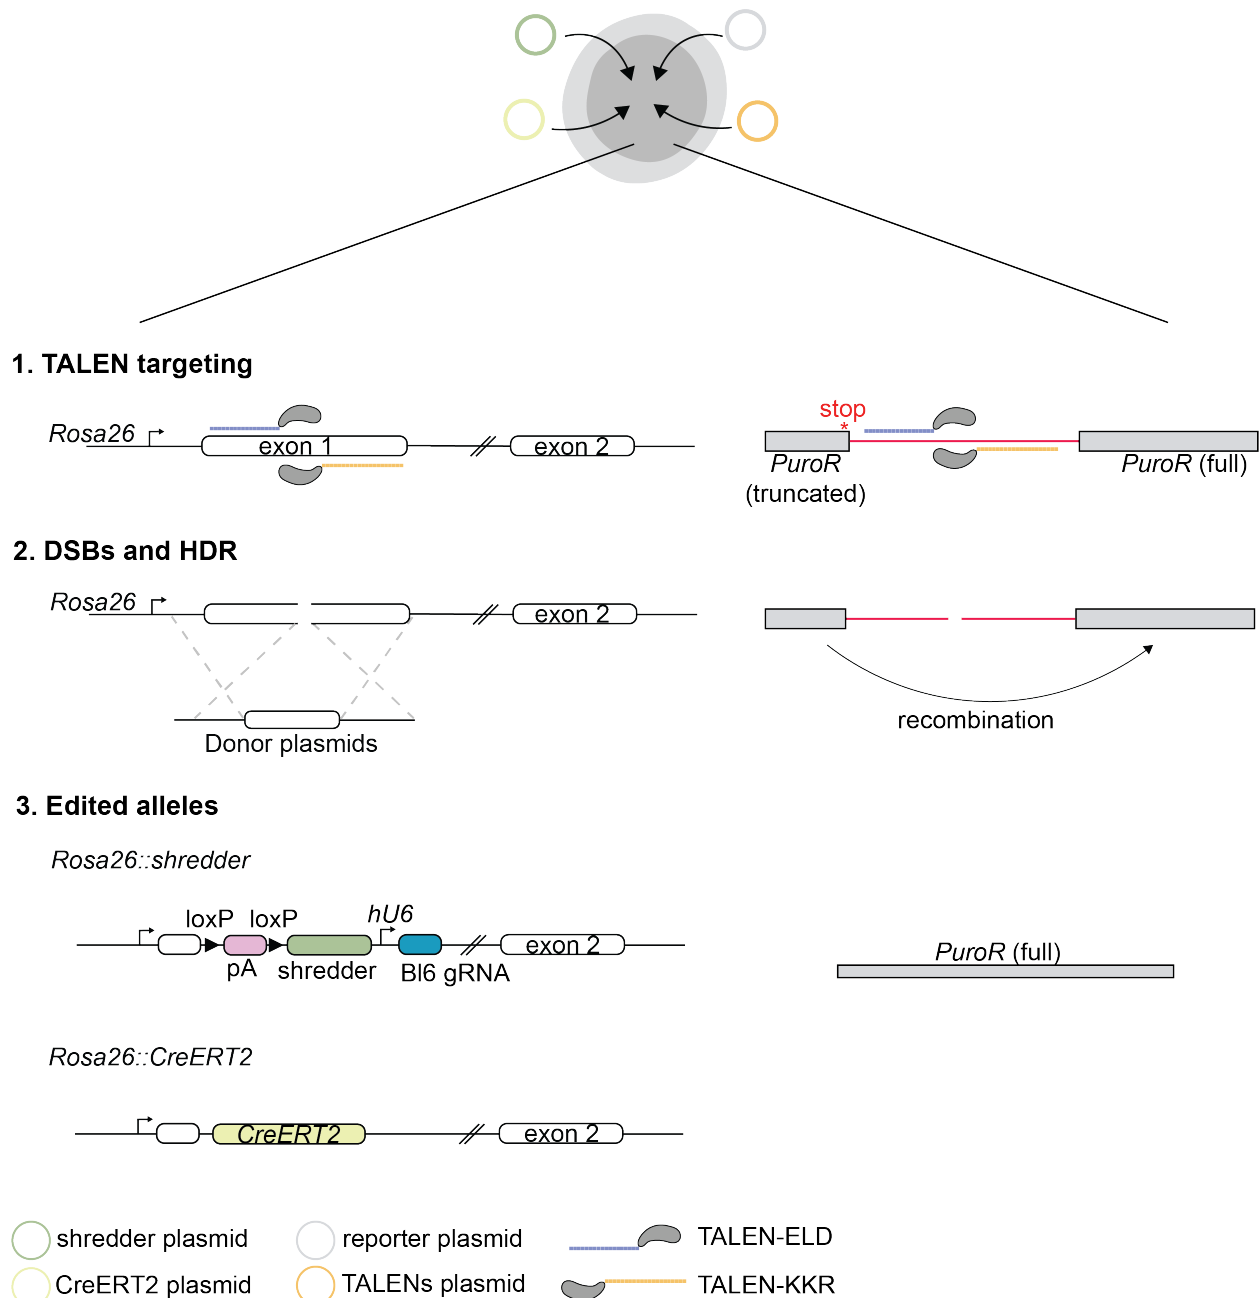 1. TALEN targeting
Rosa26
exon 1
exon 2
stop
*
PuroR
(truncated)
PuroR (full)
2. DSBs and HDR
Rosa26
exon 2
Donor plasmids
recombination
3. Edited alleles
Rosa26::shredder
loxP loxP hU6
pA shredder Bl6 gRNA
exon 2
PuroR (full)
Rosa26::CreERT2
CreERT2
exon 2
shredder plasmid
reporter plasmid
TALEN-ELD
CreERT2 plasmid
TALENs plasmid
TALEN-KKR